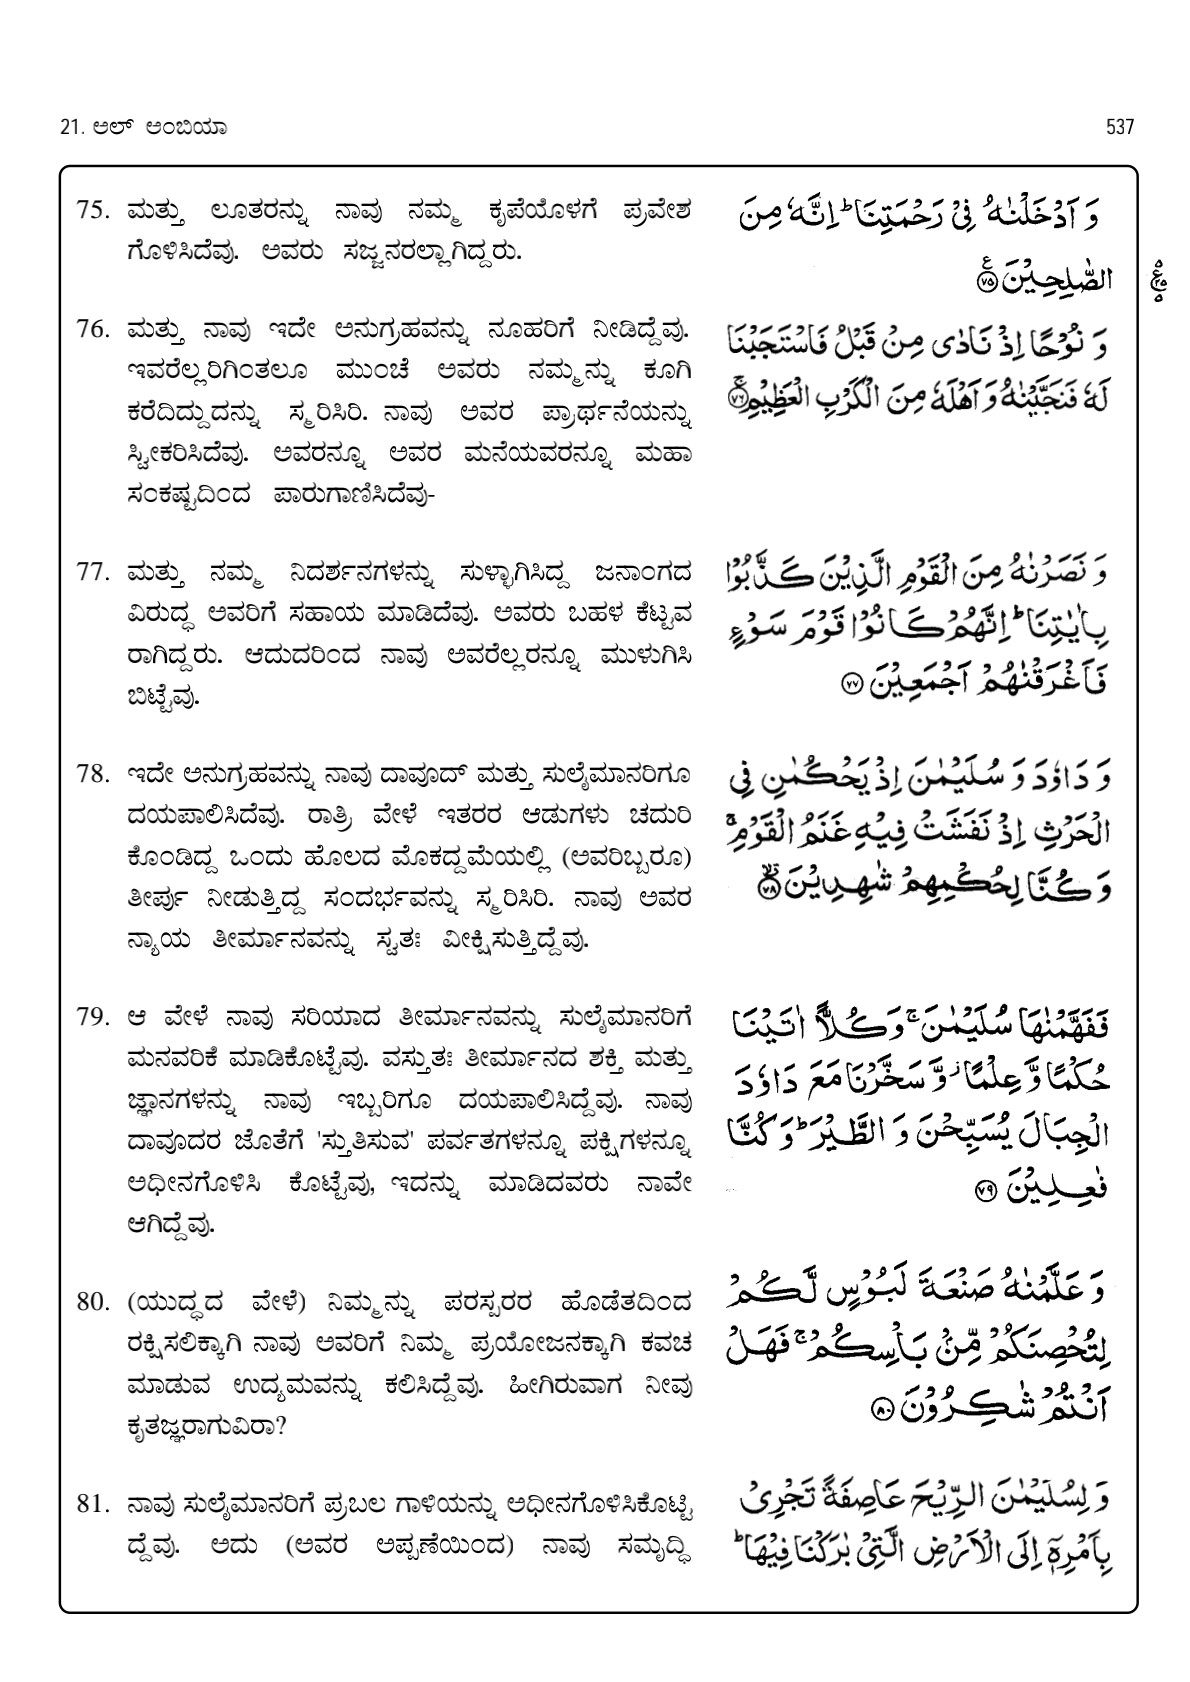 21. ಅಲ್ ಅಂಬಿಯಾ 537
75. ಮತ್ತು ಲೂತರನ್ನು ನಾವು ನಮ್ಮ ಕೃಪೆಯೊಳಗೆ ಪ್ರವೇಶ
ಗೊಳಿಸಿದೆವು. ಅವರು ಸಜ್ಜನರಲ್ಲಾಗಿದ್ದರು.
وَ اَدْخَلْنٰهُ فِيْ رَحْمَتِنَا ؕ اِنَّهٗ مِنَ
الصّٰلِحِيْنَ ۧ ﴿٧٥﴾
76. ಮತ್ತು ನಾವು ಇದೇ ಅನುಗ್ರಹವನ್ನು ನೂಹರಿಗೆ ನೀಡಿದ್ದೆವು.
ಇವರೆಲ್ಲರಿಗಿಂತಲೂ ಮುಂಚೆ ಅವರು ನಮ್ಮನ್ನು ಕೂಗಿ
ಕರೆದಿದ್ದುದನ್ನು ಸ್ಮರಿಸಿರಿ. ನಾವು ಅವರ ಪ್ರಾರ್ಥನೆಯನ್ನು
ಸ್ವೀಕರಿಸಿದೆವು. ಅವರನ್ನೂ ಅವರ ಮನೆಯವರನ್ನೂ ಮಹಾ
ಸಂಕಷ್ಟದಿಂದ ಪಾರುಗಾಣಿಸಿದೆವು-
وَ نُوْحًا اِذْ نَادٰى مِنْ قَبْلُ فَاسْتَجَبْنَا
لَهٗ فَنَجَّيْنٰهُ وَ اَهْلَهٗ مِنَ الْكَرْبِ الْعَظِيْمِ ۚ ﴿٧٦﴾
77. ಮತ್ತು ನಮ್ಮ ನಿದರ್ಶನಗಳನ್ನು ಸುಳ್ಳಾಗಿಸಿದ್ದ ಜನಾಂಗದ
ವಿರುದ್ಧ ಅವರಿಗೆ ಸಹಾಯ ಮಾಡಿದೆವು. ಅವರು ಬಹಳ ಕೆಟ್ಟವ
ರಾಗಿದ್ದರು. ಆದುದರಿಂದ ನಾವು ಅವರೆಲ್ಲರನ್ನೂ ಮುಳುಗಿಸಿ
ಬಿಟ್ಟೆವು.
وَ نَصَرْنٰهُ مِنَ الْقَوْمِ الَّذِيْنَ كَذَّبُوْا
بِاٰيٰتِنَا ؕ اِنَّهُمْ كَانُوْا قَوْمَ سَوْءٍ
فَاَغْرَقْنٰهُمْ اَجْمَعِيْنَ ﴿٧٧﴾
78. ಇದೇ ಅನುಗ್ರಹವನ್ನು ನಾವು ದಾವೂದ್ ಮತ್ತು ಸುಲೈಮಾನರಿಗೂ
ದಯಪಾಲಿಸಿದೆವು. ರಾತ್ರಿ ವೇಳೆ ಇತರರ ಆಡುಗಳು ಚದುರಿ
ಕೊಂಡಿದ್ದ ಒಂದು ಹೊಲದ ಮೊಕದ್ದಮೆಯಲ್ಲಿ (ಅವರಿಬ್ಬರೂ)
ತೀರ್ಪು ನೀಡುತ್ತಿದ್ದ ಸಂದರ್ಭವನ್ನು ಸ್ಮರಿಸಿರಿ. ನಾವು ಅವರ
ನ್ಯಾಯ ತೀರ್ಮಾನವನ್ನು ಸ್ವತಃ ವೀಕ್ಷಿಸುತ್ತಿದ್ದೆವು.
وَ دَاوٗدَ وَ سُلَيْمٰنَ اِذْ يَحْكُمٰنِ فِي
الْحَرْثِ اِذْ نَفَشَتْ فِيْهِ غَنَمُ الْقَوْمِ ۚ
وَ كُنَّا لِحُكْمِهِمْ شٰهِدِيْنَ ۙ ﴿٧٨﴾
79. ಆ ವೇಳೆ ನಾವು ಸರಿಯಾದ ತೀರ್ಮಾನವನ್ನು ಸುಲೈಮಾನರಿಗೆ
ಮನವರಿಕೆ ಮಾಡಿಕೊಟ್ಟೆವು. ವಸ್ತುತಃ ತೀರ್ಮಾನದ ಶಕ್ತಿ ಮತ್ತು
ಜ್ಞಾನಗಳನ್ನು ನಾವು ಇಬ್ಬರಿಗೂ ದಯಪಾಲಿಸಿದ್ದೆವು. ನಾವು
ದಾವೂದರ ಜೊತೆಗೆ 'ಸ್ತುತಿಸುವ' ಪರ್ವತಗಳನ್ನೂ ಪಕ್ಷಿಗಳನ್ನೂ
ಅಧೀನಗೊಳಿಸಿ ಕೊಟ್ಟೆವು, ಇದನ್ನು ಮಾಡಿದವರು ನಾವೇ
ಆಗಿದ್ದೆವು.
فَفَهَّمْنٰهَا سُلَيْمٰنَ ۚ وَ كُلًّا اٰتَيْنَا
حُكْمًا وَّ عِلْمًا ؗ وَّ سَخَّرْنَا مَعَ دَاوٗدَ
الْجِبَالَ يُسَبِّحْنَ وَ الطَّيْرَ ؕ وَ كُنَّا
فٰعِلِيْنَ ﴿٧٩﴾
80. (ಯುದ್ಧದ ವೇಳೆ) ನಿಮ್ಮನ್ನು ಪರಸ್ಪರರ ಹೊಡೆತದಿಂದ
ರಕ್ಷಿಸಲಿಕ್ಕಾಗಿ ನಾವು ಅವರಿಗೆ ನಿಮ್ಮ ಪ್ರಯೋಜನಕ್ಕಾಗಿ ಕವಚ
ಮಾಡುವ ಉದ್ಯಮವನ್ನು ಕಲಿಸಿದ್ದೆವು. ಹೀಗಿರುವಾಗ ನೀವು
ಕೃತಜ್ಞರಾಗುವಿರಾ?
وَ عَلَّمْنٰهُ صَنْعَةَ لَبُوْسٍ لَّكُمْ
لِتُحْصِنَكُمْ مِّنْۢ بَاْسِكُمْ ۚ فَهَلْ
اَنْتُمْ شٰكِرُوْنَ ﴿٨٠﴾
81. ನಾವು ಸುಲೈಮಾನರಿಗೆ ಪ್ರಬಲ ಗಾಳಿಯನ್ನು ಅಧೀನಗೊಳಿಸಿಕೊಟ್ಟಿ
ದ್ದೆವು. ಅದು (ಅವರ ಅಪ್ಪಣೆಯಿಂದ) ನಾವು ಸಮೃದ್ಧಿ
وَ لِسُلَيْمٰنَ الرِّيْحَ عَاصِفَةً تَجْرِيْ
بِاَمْرِهٖۤ اِلَى الْاَرْضِ الَّتِيْ بٰرَكْنَا فِيْهَا ؕ